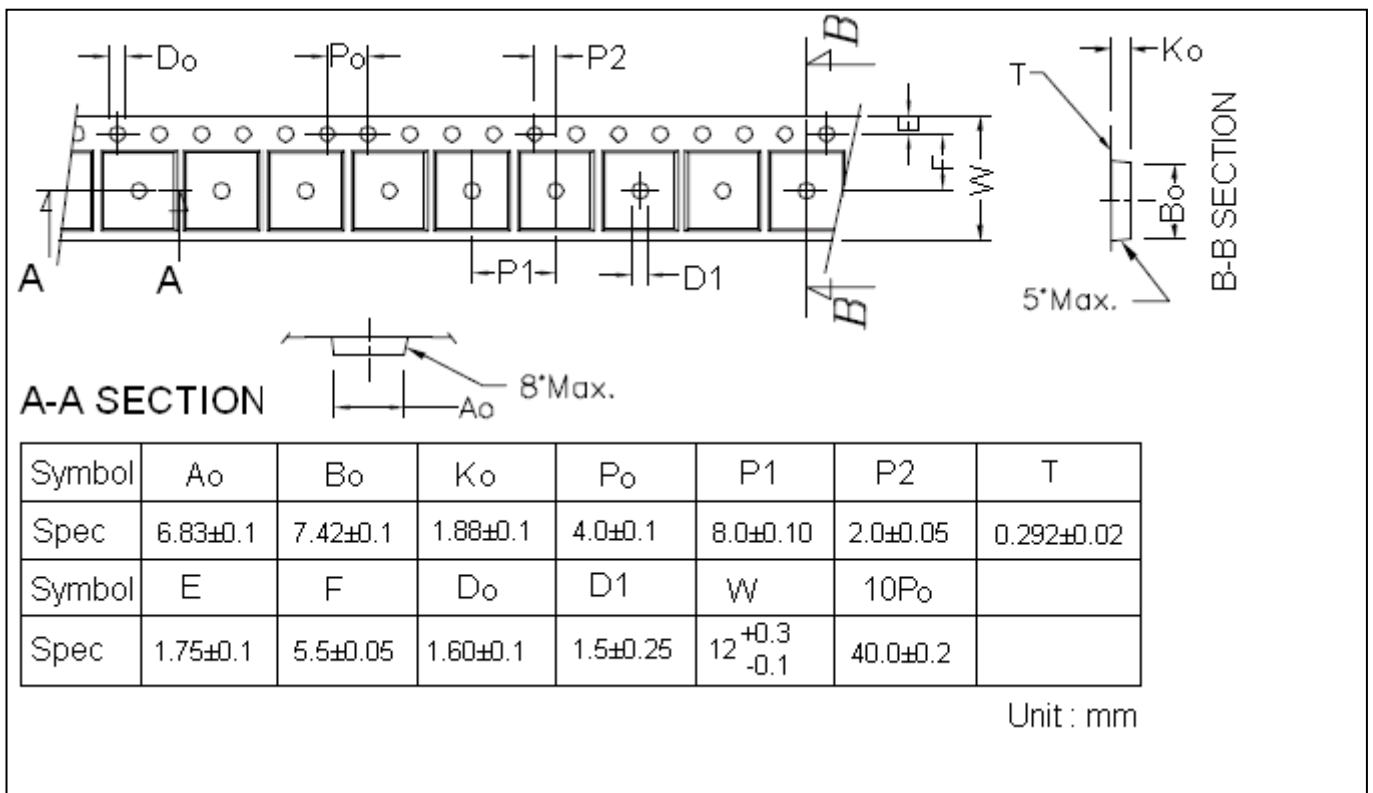 Do
Po
P2
B
T
Ko
E
F
W
Bo
B-B SECTION
A
A
P1
D1
B
5°Max.
8°Max.
A-A SECTION
Ao
Symbol Ao Bo Ko Po P1 P2 T
Spec 6.83±0.1 7.42±0.1 1.88±0.1 4.0±0.1 8.0±0.10 2.0±0.05 0.292±0.02
Symbol E F Do D1 W 10Po
Spec 1.75±0.1 5.5±0.05 1.60±0.1 1.5±0.25 12 +0.3 -0.1 40.0±0.2
Unit : mm